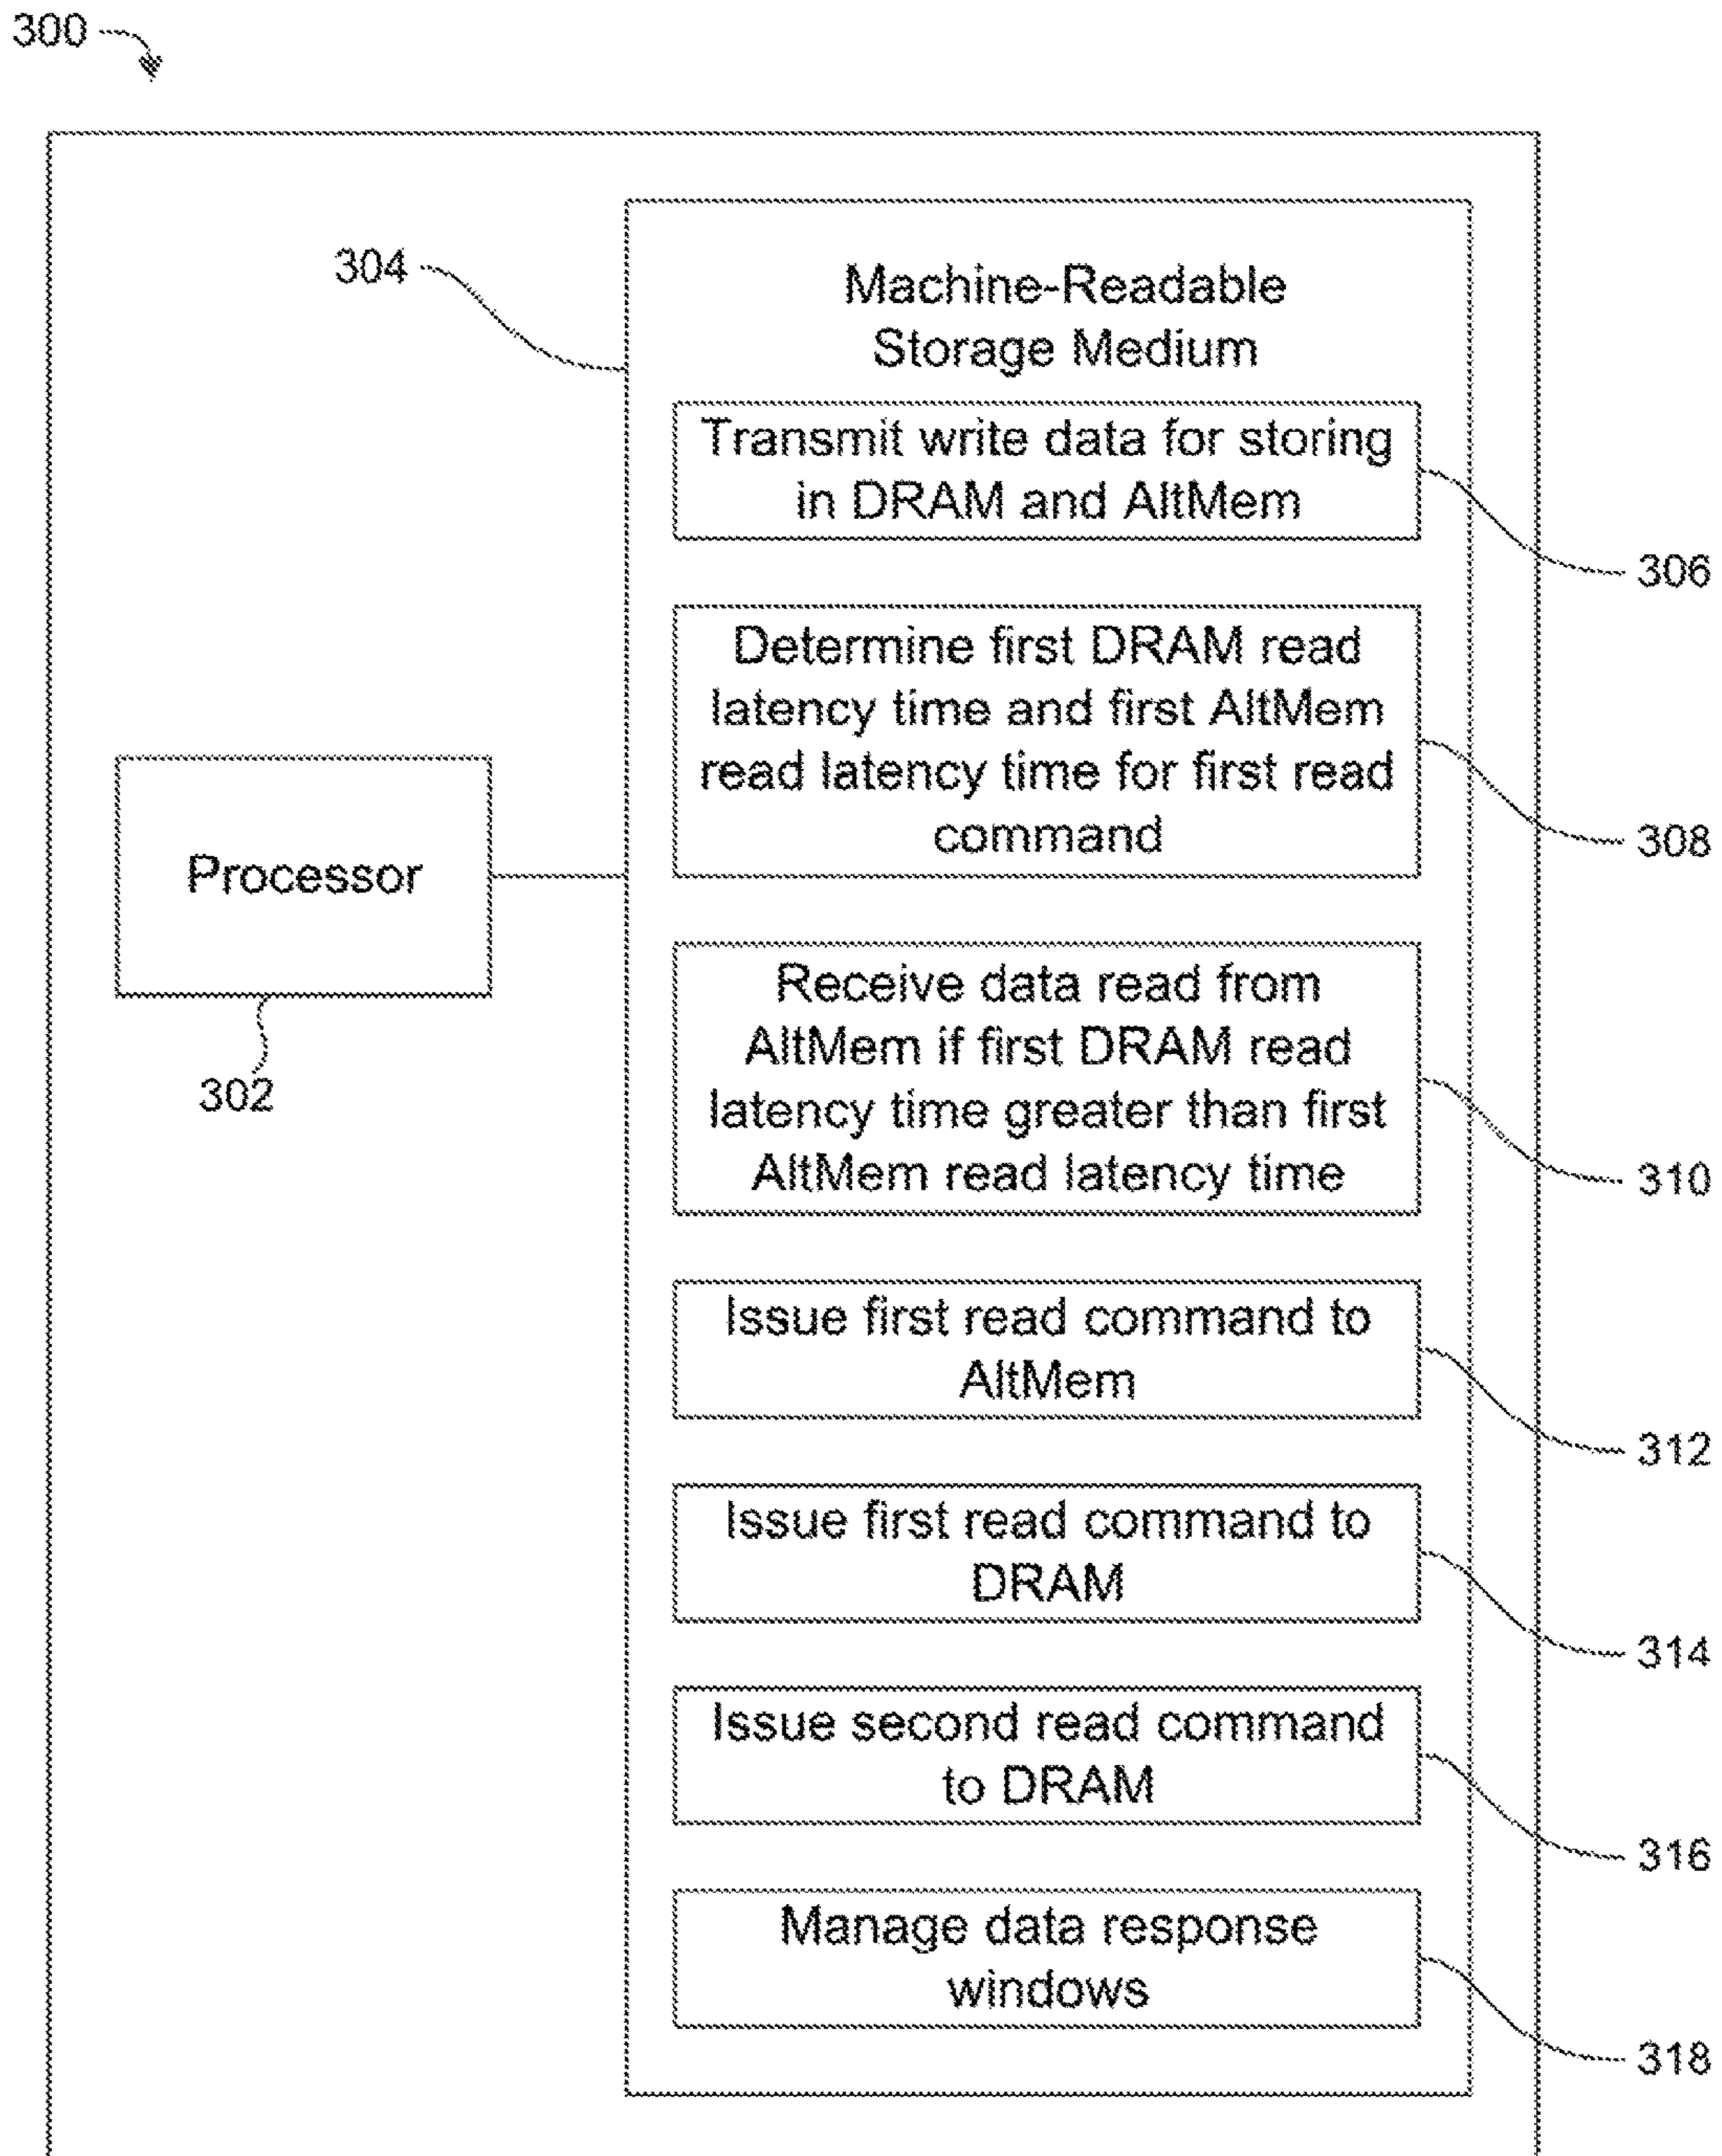 300
304
Machine-Readable
Storage Medium
Transmit write data for storing
in DRAM and AltMem
306
Determine first DRAM read
latency time and first AltMem
read latency time for first read
command
308
Processor
302
Receive data read from
AltMem if first DRAM read
latency time greater than first
AltMem read latency time
310
Issue first read command to
AltMem
312
Issue first read command to
DRAM
314
Issue second read command
to DRAM
316
Manage data response
windows
318